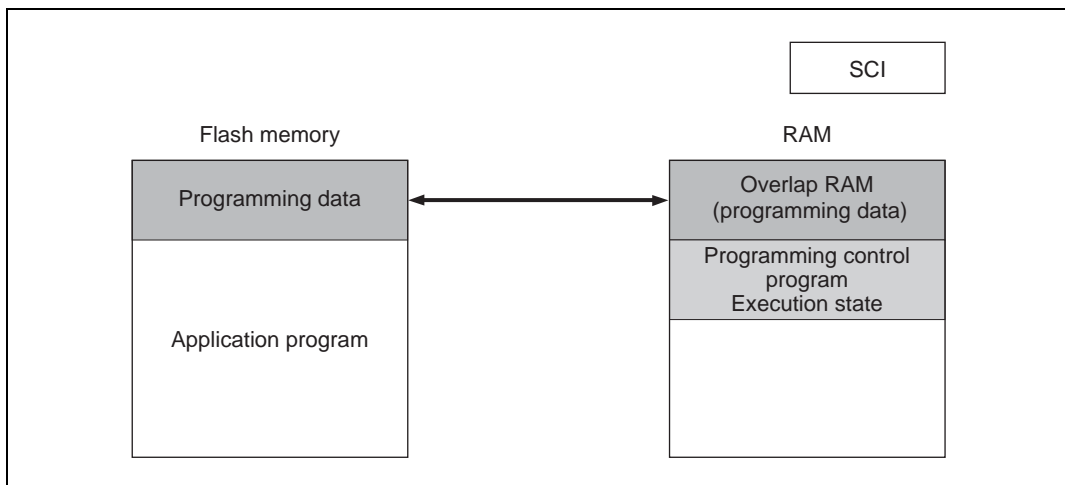 SCI
Flash memory
RAM
Programming data
Overlap RAM
(programming data)
Programming control
program
Execution state
Application program